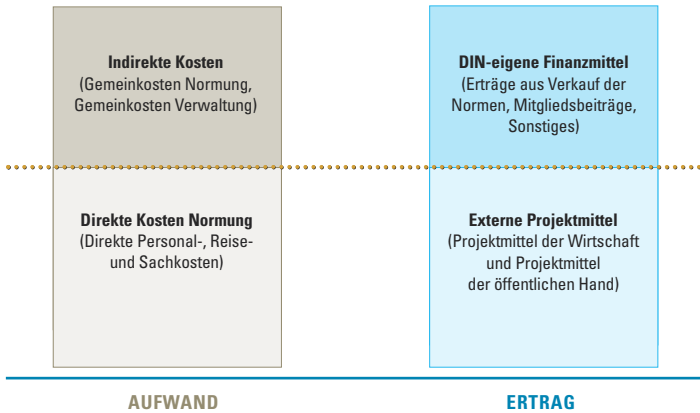 Indirekte Kosten
(Gemeinkosten Normung,
Gemeinkosten Verwaltung)
DIN-eigene Finanzmittel
(Erträge aus Verkauf der
Normen, Mitgliedsbeiträge,
Sonstiges)
Direkte Kosten Normung
(Direkte Personal-, Reise-
und Sachkosten)
Externe Projektmittel
(Projektmittel der Wirtschaft
und Projektmittel
der öffentlichen Hand)
AUFWAND
ERTRAG